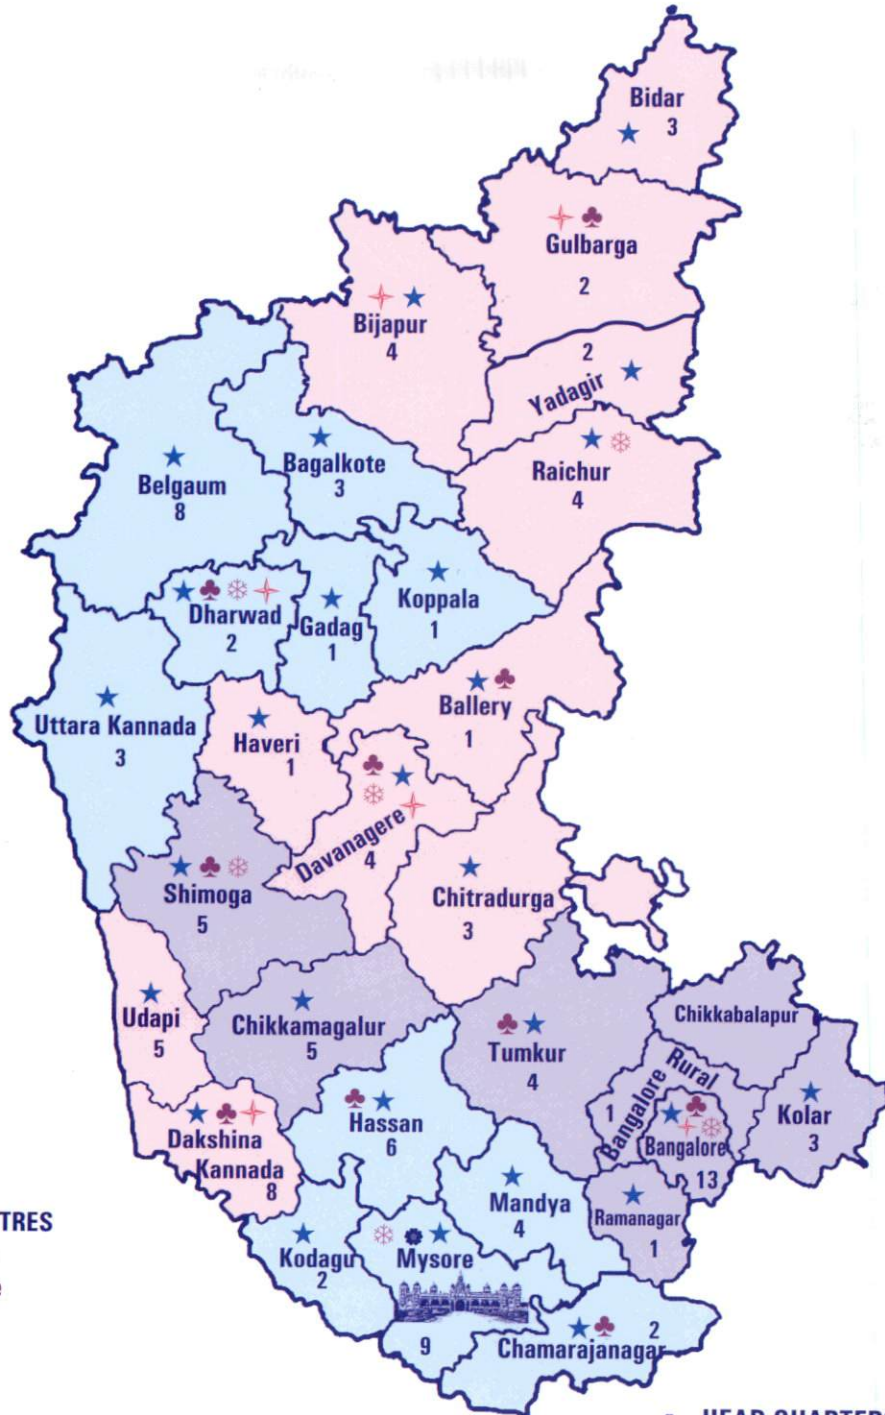 Bidar
3
Gulbarga
2
Bijapur
4
2
Yadagir
Raichur
4
Bagalkote
3
Belgaum
8
Dharwad
2
Gadag
1
Koppala
1
Ballery
1
Uttara Kannada
3
Haveri
1
Davanagere
4
Shimoga
5
Chitradurga
3
Udapi
5
Chikkamagalur
5
Tumkur
4
Chikkabalapur
Bangalore Rural
1
Bangalore
13
Kolar
3
Hassan
6
Dakshina
Kannada
8
Mandya
4
Ramanagar
1
Kodagu
2
Mysore
9
Chamarajanagar
2
TRES